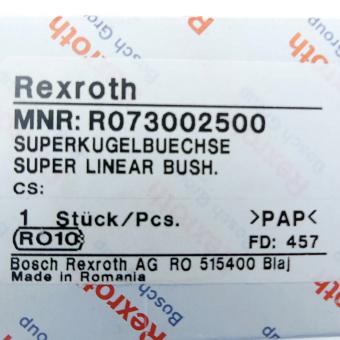 Rexroth
MNR: R073002500
SUPERKUGELBUECHSE
SUPER LINEAR BUSH.
CS:
1 Stück/Pcs. >PAP<
RO10 FD: 457
Bosch Rexroth AG RO 515400 Blaj
Made in Romania